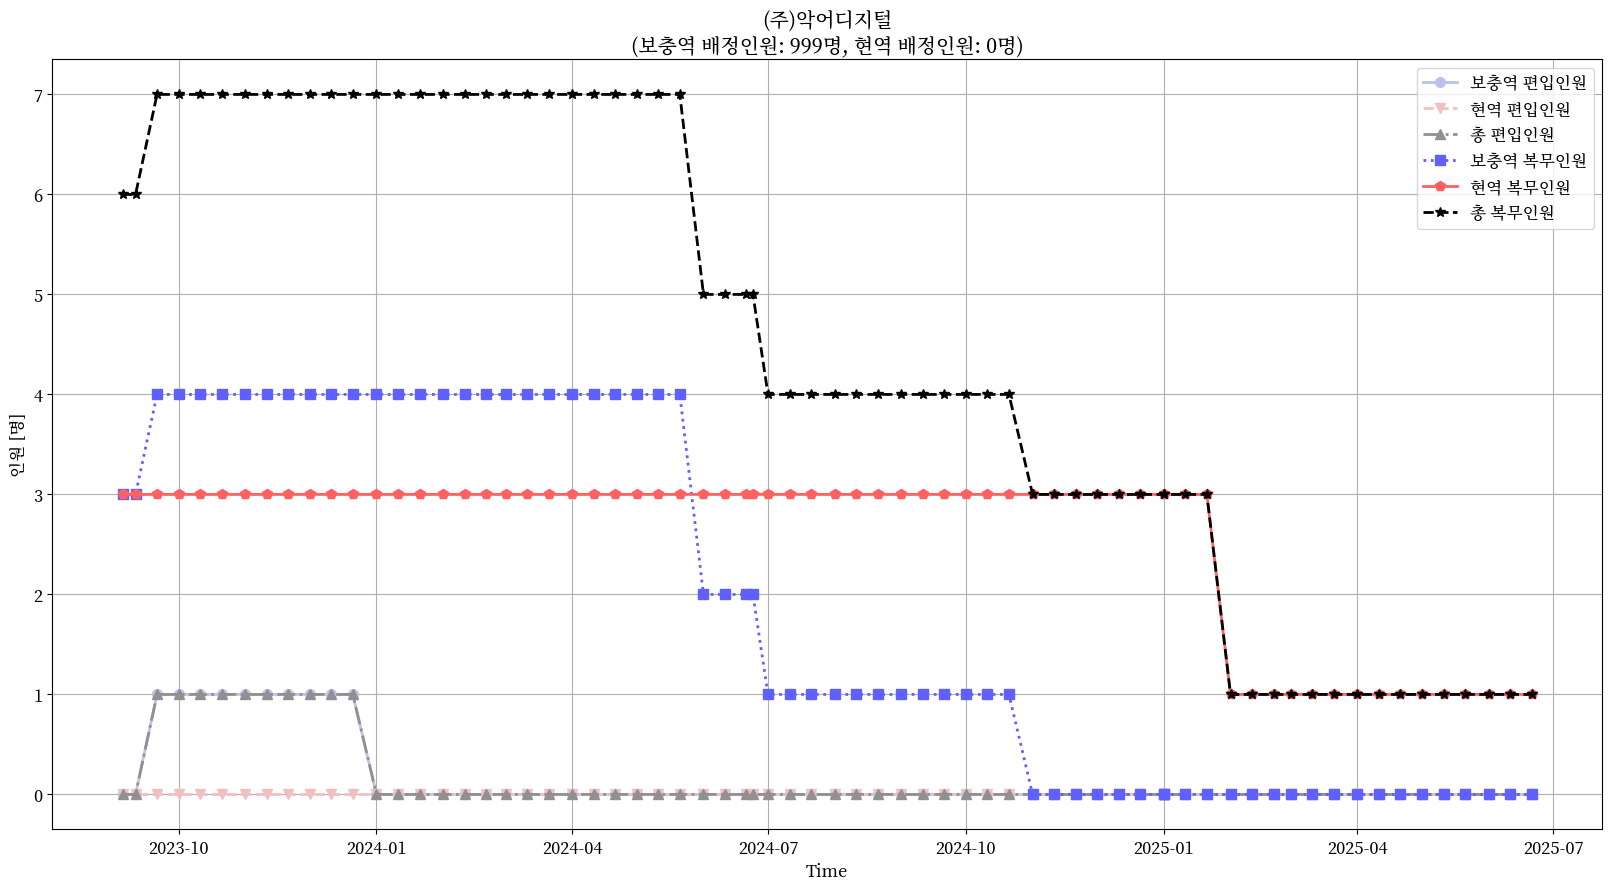 (주)악어디지털
(보충역 배정인원: 999명, 현역 배정인원: 0명)
보충역 편입인원
현역 편입인원
총 편입인원
보충역 복무인원
현역 복무인원
총 복무인원
인원 [명]
7
6
5
4
3
2
1
0
2023-10
2024-01
2024-04
2024-07
2024-10
2025-01
2025-04
2025-07
Time